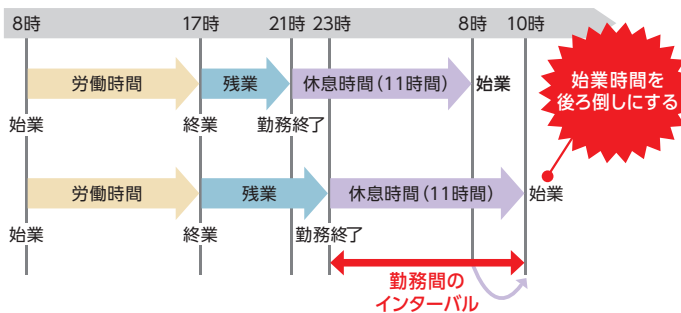 8時 17時 21時 23時 8時 10時
始業時間を
後ろ倒しにする
労働時間 残業 休息時間(11時間) 始業
始業 終業 勤務終了
労働時間 残業 休息時間(11時間) 始業
始業 終業 勤務終了
勤務間の
インターバル